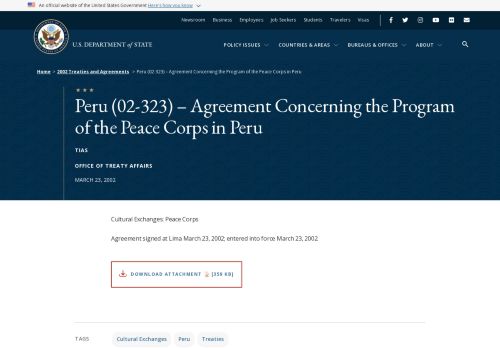 An official website of the United States Government Here's how you know
Newsroom Business Employees Job Seekers Students Travelers Visas
U.S. DEPARTMENT of STATE
POLICY ISSUES COUNTRIES & AREAS BUREAUS & OFFICES ABOUT
Home > 2002 Treaties and Agreements > Peru (02-323) – Agreement Concerning the Program of the Peace Corps in Peru
Peru (02-323) – Agreement Concerning the Program
of the Peace Corps in Peru
TIAS
OFFICE OF TREATY AFFAIRS
MARCH 23, 2002
Cultural Exchanges: Peace Corps
Agreement signed at Lima March 23, 2002; entered into force March 23, 2002
DOWNLOAD ATTACHMENT [359 KB]
TAGS Cultural Exchanges Peru Treaties